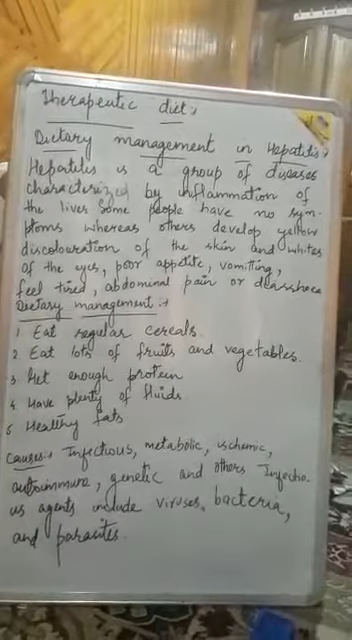 Therapeutic diet:
Dietary management in Hepatitis:
Hepatitis is a group of diseases
characterized by inflammation of
the lives some people have no sym-
ptoms whereas others develop yellow
discolouration of the skin and whites
of the eyes, poor appetite, vomitting,
feel tired, abdominal pain or diasshoea
Dietary management:→
1 Eat regular cereals.
2 Eat lots of fruits and vegetables.
3 Het enough protein
4 Have plenty of fluids.
5 Healthy fats
Causes:→ Infectious, metabolic, ischemic,
autoimmune, genetic and others Infectio-
us agents include viruses, bacteria,
and parasites.